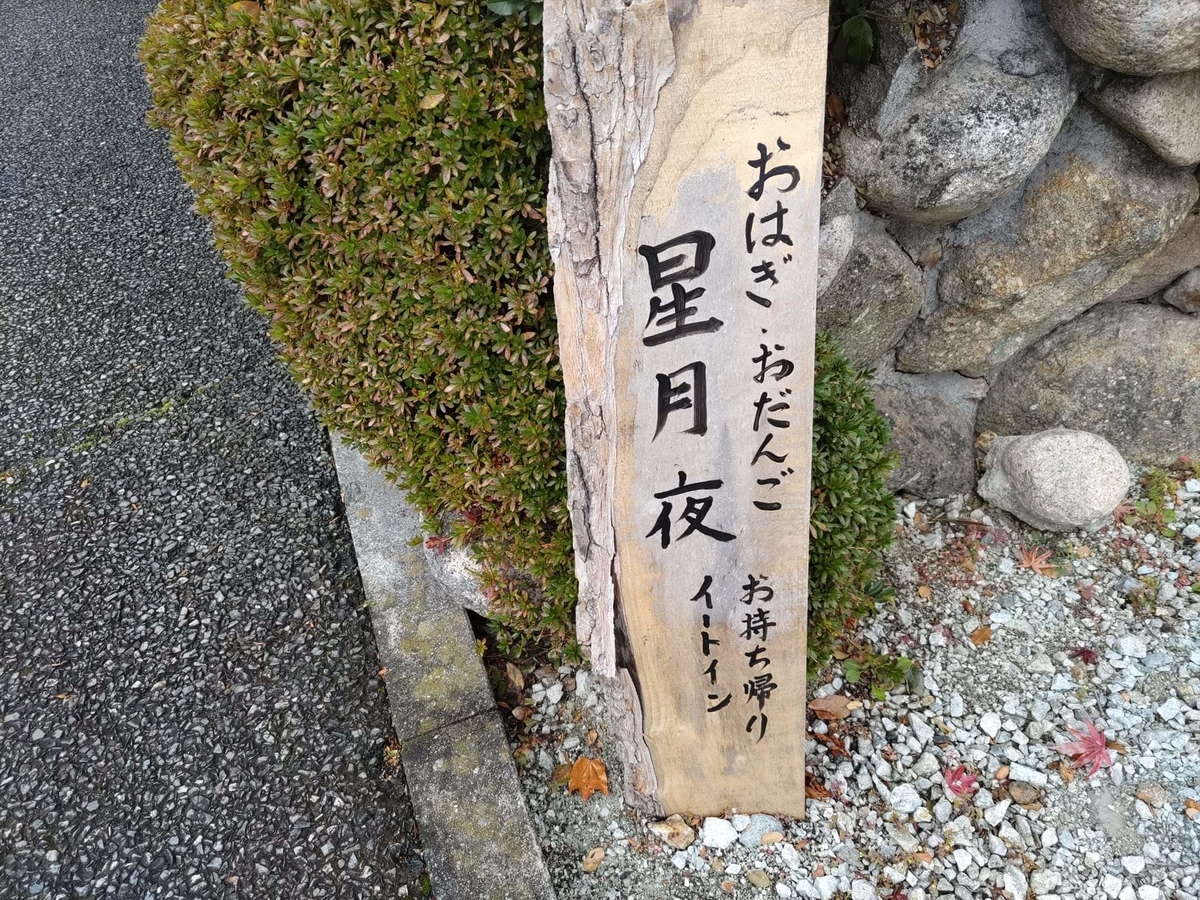 おはぎ・おだんご
星月夜
お持ち帰り
イートイン